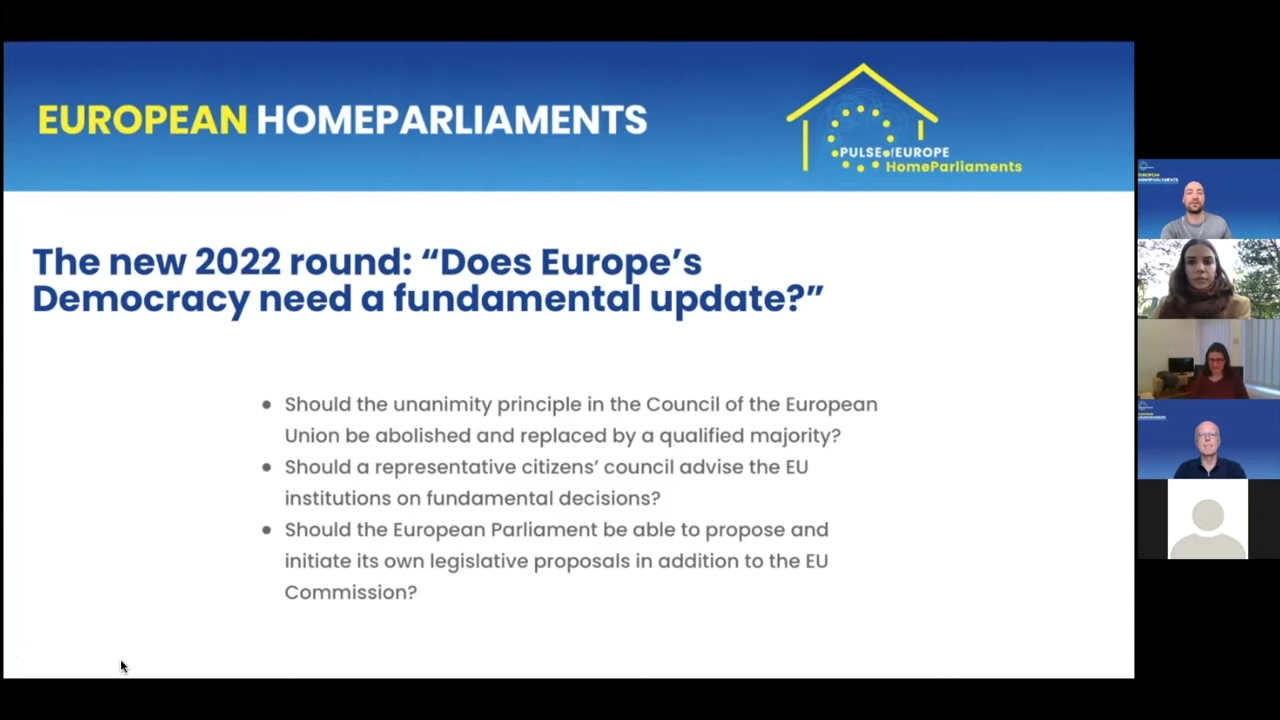 EUROPEAN HOMEPARLIAMENTS
PULSE of EUROPE
HomeParliaments
The new 2022 round: “Does Europe’s
Democracy need a fundamental update?”
• Should the unanimity principle in the Council of the European
Union be abolished and replaced by a qualified majority?
• Should a representative citizens’ council advise the EU
institutions on fundamental decisions?
• Should the European Parliament be able to propose and
initiate its own legislative proposals in addition to the EU
Commission?
EUROPEAN
HOMEPARLIAMENTS